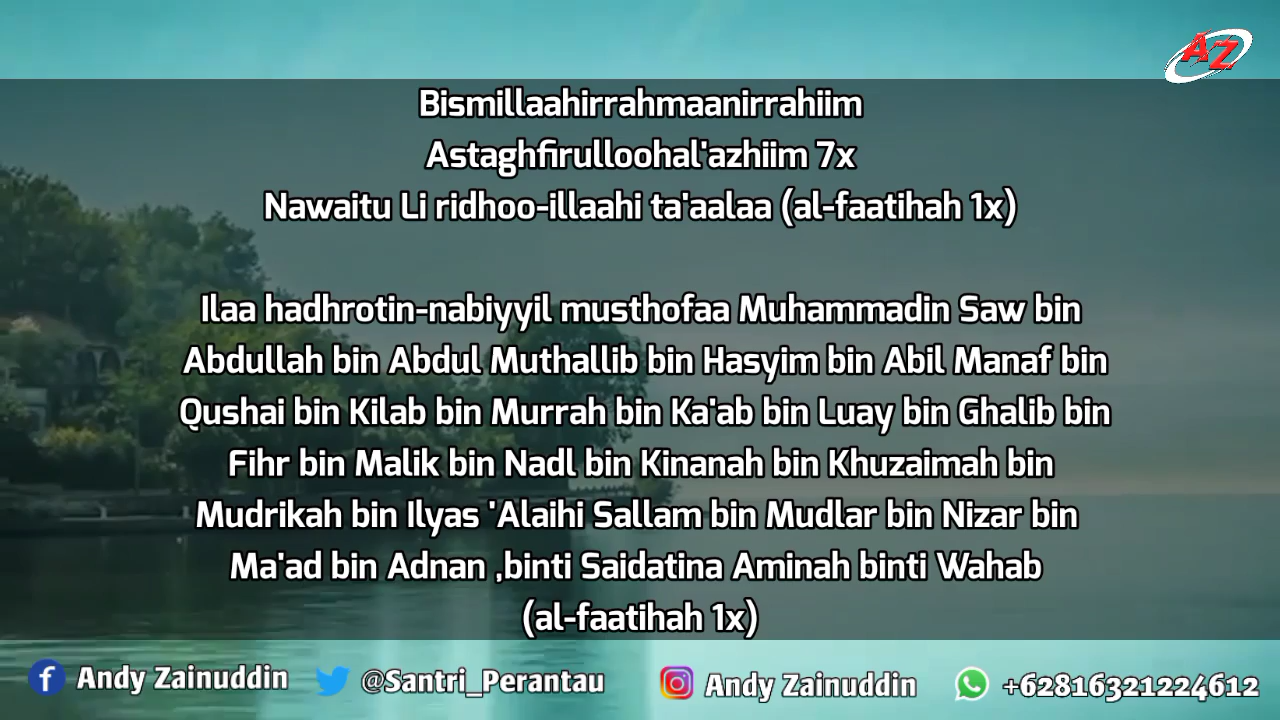 AZ
Bismillaahirrahmaanirrahiim
Astaghfirulloohal'azhiim 7x
Nawaitu Li ridhoo-illaahi ta'aalaa (al-faatihah 1x)
Ilaa hadhrotin-nabiyyil musthofaa Muhammadin Saw bin
Abdullah bin Abdul Muthallib bin Hasyim bin Abil Manaf bin
Qushai bin Kilab bin Murrah bin Ka'ab bin Luay bin Ghalib bin
Fihr bin Malik bin Nadl bin Kinanah bin Khuzaimah bin
Mudrikah bin Ilyas 'Alaihi Sallam bin Mudlar bin Nizar bin
Ma'ad bin Adnan ,binti Saidatina Aminah binti Wahab
(al-faatihah 1x)
f Andy Zainuddin @Santri_Perantau Andy Zainuddin +62816321224612